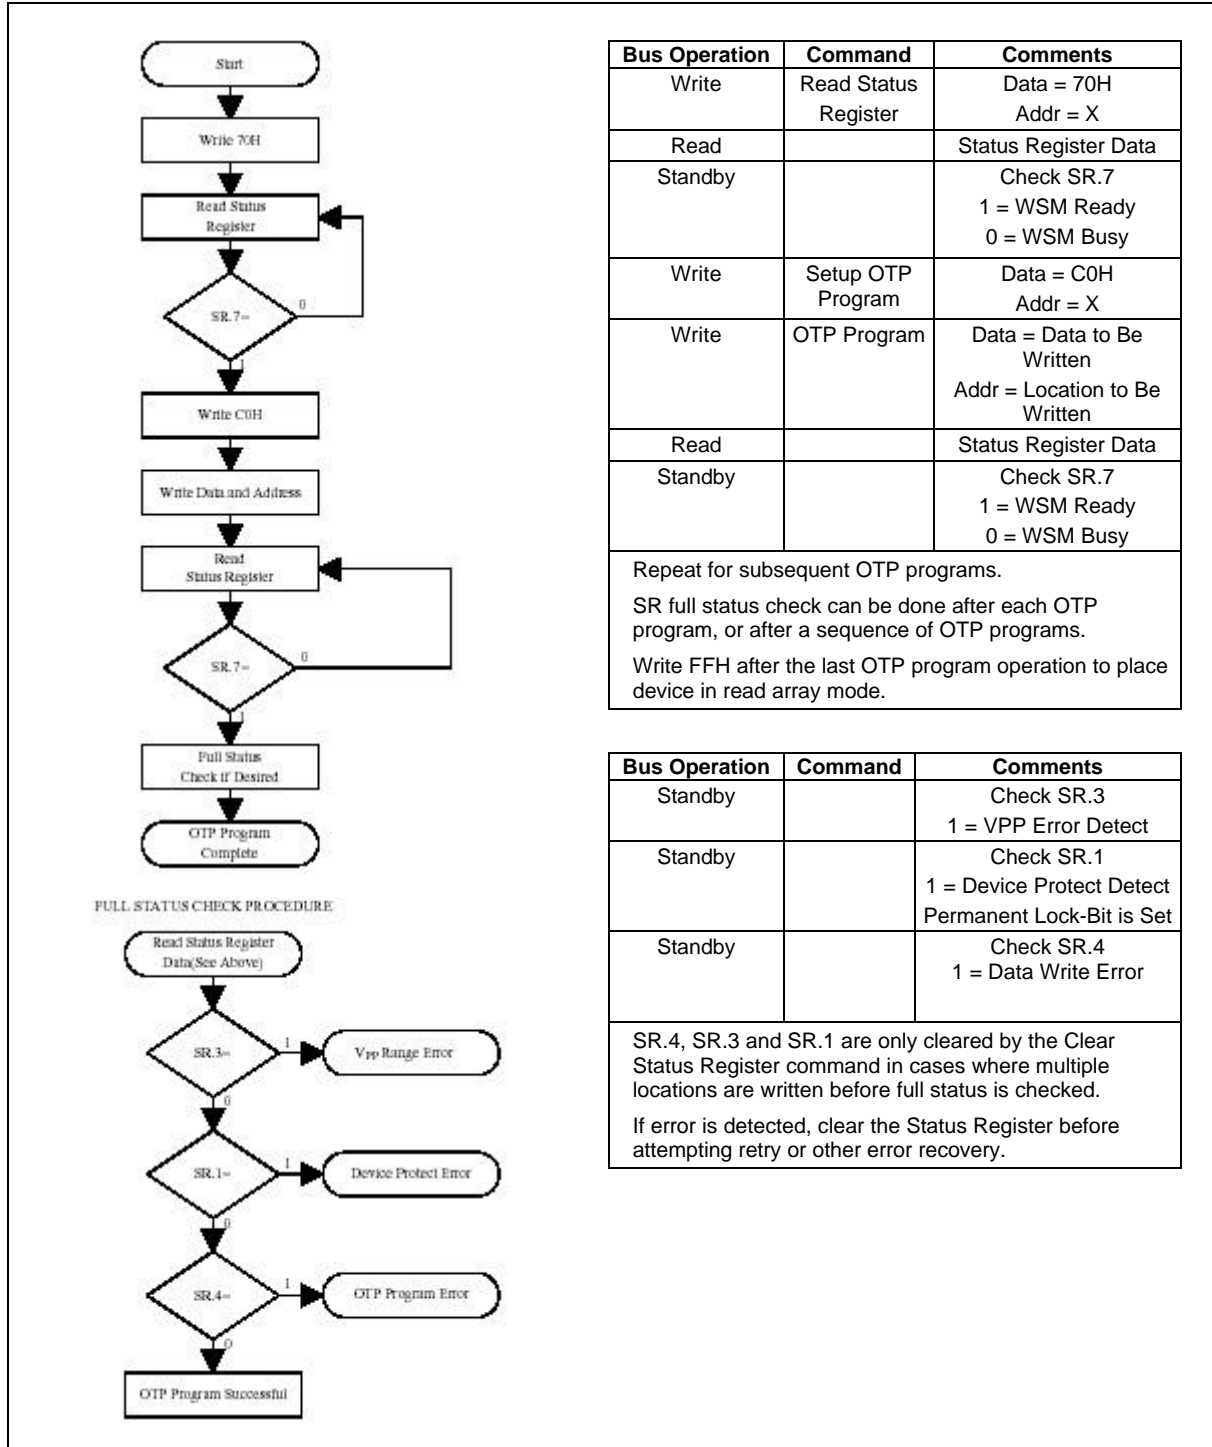 Start
Write 70H
Read Status
Register
SR.7=
0
1
Write C0H
Write Data and Address
Read
Status Register
SR.7=
0
1
Full Status
Check if Desired
OTP Program
Complete
FULL STATUS CHECK PROCEDURE
Read Status Register
Data(See Above)
SR.3=
1
VPP Range Error
0
SR.1=
1
Device Protect Error
0
SR.4=
1
OTP Program Error
0
OTP Program Successful
Bus Operation Command Comments
Write Read Status Data = 70H
Register Addr = X
Read Status Register Data
Standby Check SR.7
1 = WSM Ready
0 = WSM Busy
Write Setup OTP Data = C0H
Program Addr = X
Write OTP Program Data = Data to Be
Written
Addr = Location to Be
Written
Read Status Register Data
Standby Check SR.7
1 = WSM Ready
0 = WSM Busy
Repeat for subsequent OTP programs.
SR full status check can be done after each OTP
program, or after a sequence of OTP programs.
Write FFH after the last OTP program operation to place
device in read array mode.
Bus Operation Command Comments
Standby Check SR.3
1 = VPP Error Detect
Standby Check SR.1
1 = Device Protect Detect
Permanent Lock-Bit is Set
Standby Check SR.4
1 = Data Write Error
SR.4, SR.3 and SR.1 are only cleared by the Clear
Status Register command in cases where multiple
locations are written before full status is checked.
If error is detected, clear the Status Register before
attempting retry or other error recovery.